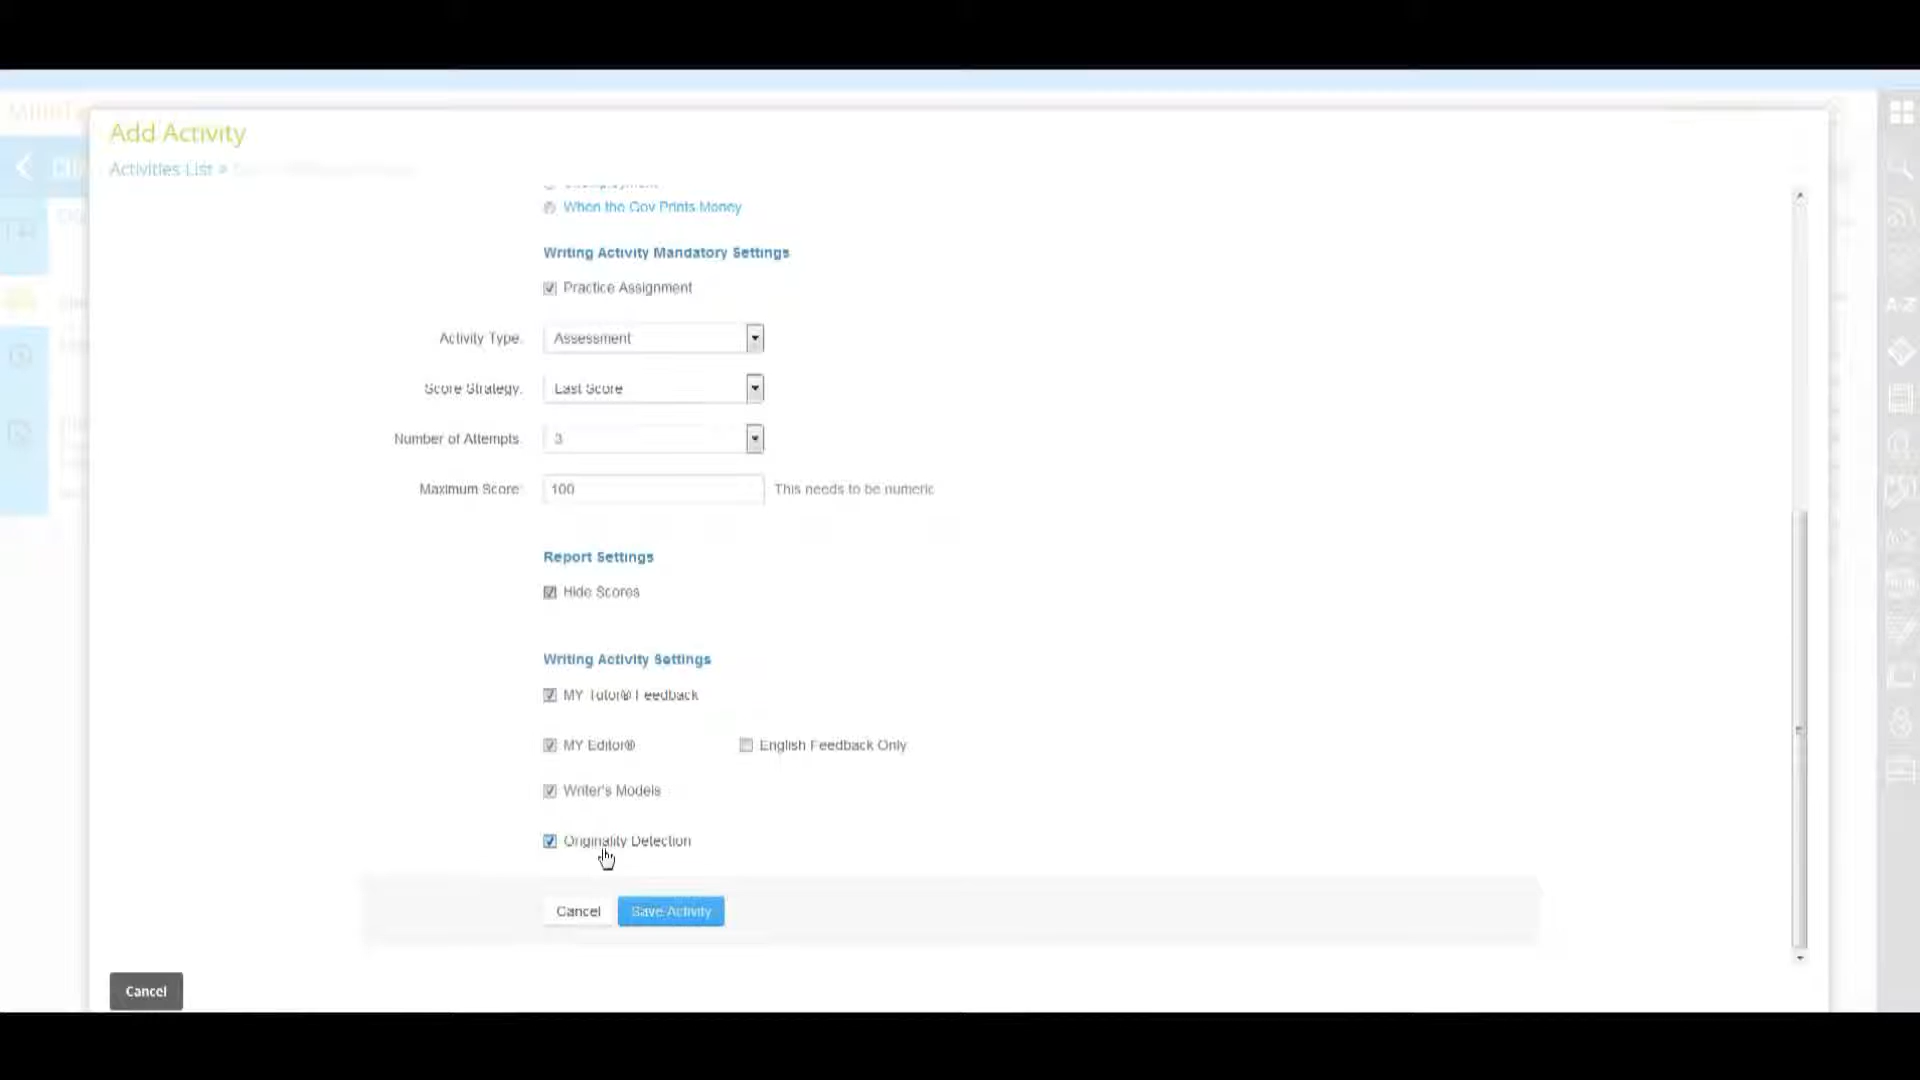 Add Activity
Activities List »
When the Gov Prints Money
Writing Activity Mandatory Settings
Practice Assignment
Activity Type: Assessment
Score Strategy: Last Score
Number of Attempts: 3
Maximum Score: 100 This needs to be numeric
Report Settings
Hide Scores
Writing Activity Settings
MY Tutor® Feedback
MY Editor® English Feedback Only
Writer's Models
Originality Detection
Cancel Save Activity
Cancel
A-Z